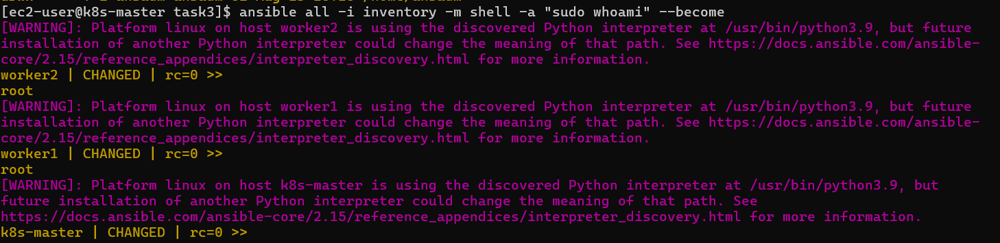 [ec2-user@k8s-master task3]$ ansible all -i inventory -m shell -a "sudo whoami" --become
[WARNING]: Platform linux on host worker2 is using the discovered Python interpreter at /usr/bin/python3.9, but future
installation of another Python interpreter could change the meaning of that path. See https://docs.ansible.com/ansible-
core/2.15/reference_appendices/interpreter_discovery.html for more information.
worker2 | CHANGED | rc=0 >>
root
[WARNING]: Platform linux on host worker1 is using the discovered Python interpreter at /usr/bin/python3.9, but future
installation of another Python interpreter could change the meaning of that path. See https://docs.ansible.com/ansible-
core/2.15/reference_appendices/interpreter_discovery.html for more information.
worker1 | CHANGED | rc=0 >>
root
[WARNING]: Platform linux on host k8s-master is using the discovered Python interpreter at /usr/bin/python3.9, but
future installation of another Python interpreter could change the meaning of that path. See
https://docs.ansible.com/ansible-core/2.15/reference_appendices/interpreter_discovery.html for more information.
k8s-master | CHANGED | rc=0 >>